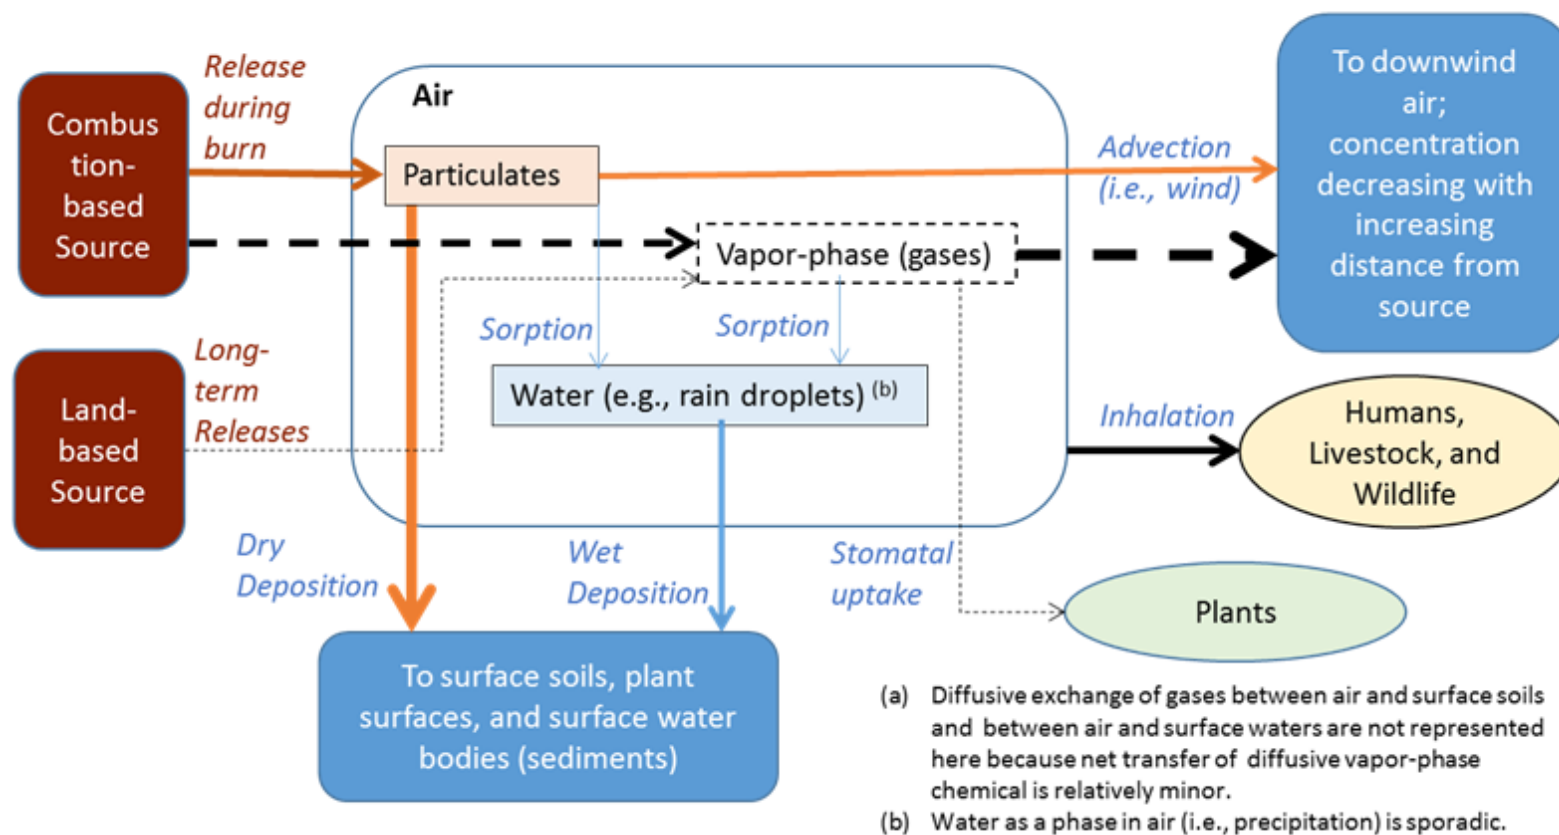 Combus
tion-
based
Source
Release
during
burn
Air
Particulates
Advection
(i.e., wind)
To downwind
air;
concentration
decreasing with
increasing
distance from
source
Vapor-phase (gases)
Sorption
Sorption
Water (e.g., rain droplets) (b)
Land-
based
Source
Long-
term
Releases
Inhalation
Humans,
Livestock, and
Wildlife
Dry
Deposition
Wet
Deposition
Stomatal
uptake
Plants
To surface soils, plant
surfaces, and surface water
bodies (sediments)
(a) Diffusive exchange of gases between air and surface soils
and between air and surface waters are not represented
here because net transfer of diffusive vapor-phase
chemical is relatively minor.
(b) Water as a phase in air (i.e., precipitation) is sporadic.